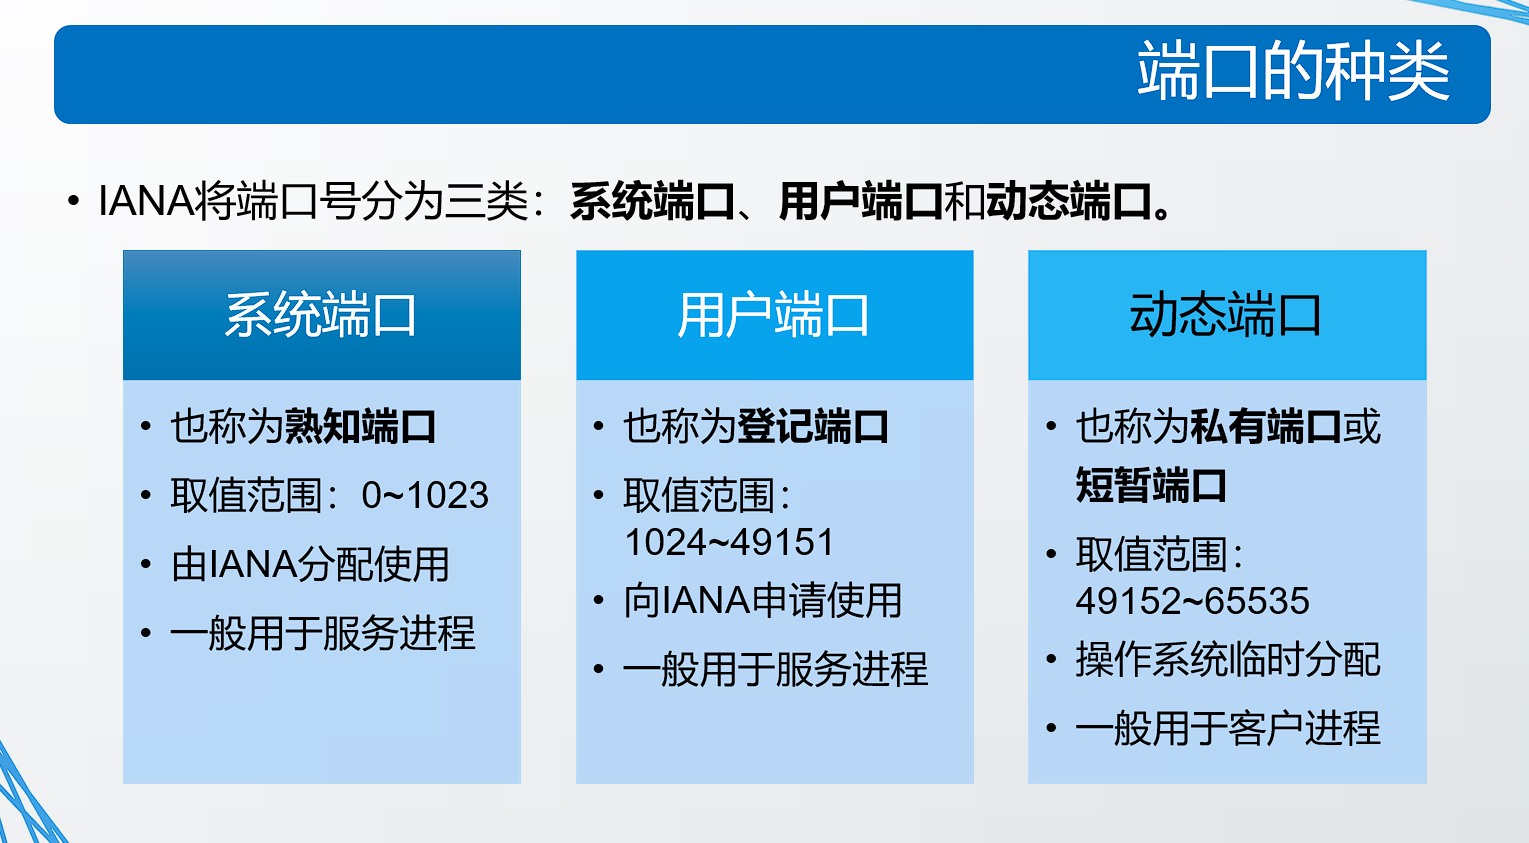 端口的种类
• IANA将端口号分为三类：系统端口、用户端口和动态端口。
系统端口
• 也称为熟知端口
• 取值范围：0~1023
• 由IANA分配使用
• 一般用于服务进程
用户端口
• 也称为登记端口
• 取值范围：
1024~49151
• 向IANA申请使用
• 一般用于服务进程
动态端口
• 也称为私有端口或
短暂端口
• 取值范围：
49152~65535
• 操作系统临时分配
• 一般用于客户进程